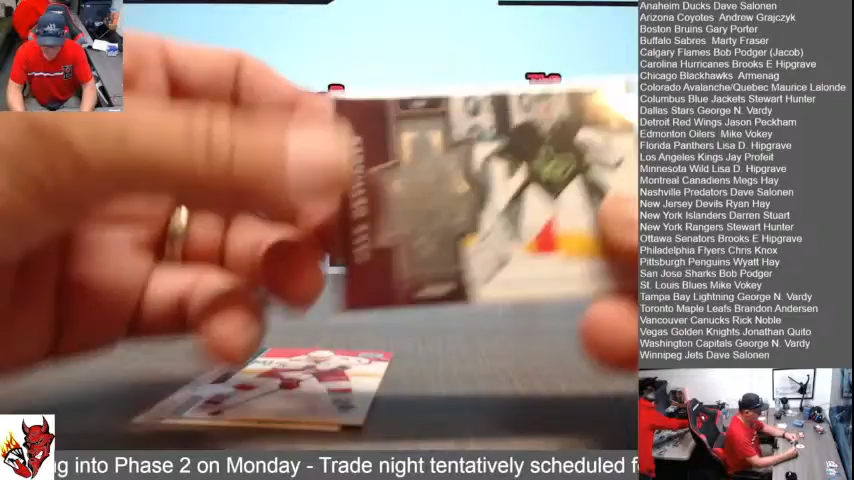 Anaheim Ducks Dave Salonen
Arizona Coyotes Andrew Grajczyk
Boston Bruins Gary Porter
Buffalo Sabres Marty Fraser
Calgary Flames Bob Podger (Jacob)
Carolina Hurricanes Brooks E Hipgrave
Chicago Blackhawks Armenag
Colorado Avalanche/Quebec Maurice Lalonde
Columbus Blue Jackets Stewart Hunter
Dallas Stars George N. Vardy
Detroit Red Wings Jason Peckham
Edmonton Oilers Mike Vokey
Florida Panthers Lisa D. Hipgrave
Los Angeles Kings Jay Profeit
Minnesota Wild Lisa D. Hipgrave
Montreal Canadiens Megs Hay
Nashville Predators Dave Salonen
New Jersey Devils Ryan Hay
New York Islanders Darren Stuart
New York Rangers Stewart Hunter
Ottawa Senators Brooks E Hipgrave
Philadelphia Flyers Chris Knox
Pittsburgh Penguins Wyatt Hay
San Jose Sharks Bob Podger
St. Louis Blues Mike Vokey
Tampa Bay Lightning George N. Vardy
Toronto Maple Leafs Brandon Andersen
Vancouver Canucks Rick Noble
Vegas Golden Knights Jonathan Quito
Washington Capitals George N. Vardy
Winnipeg Jets Dave Salonen
g into Phase 2 on Monday - Trade night tentatively scheduled f